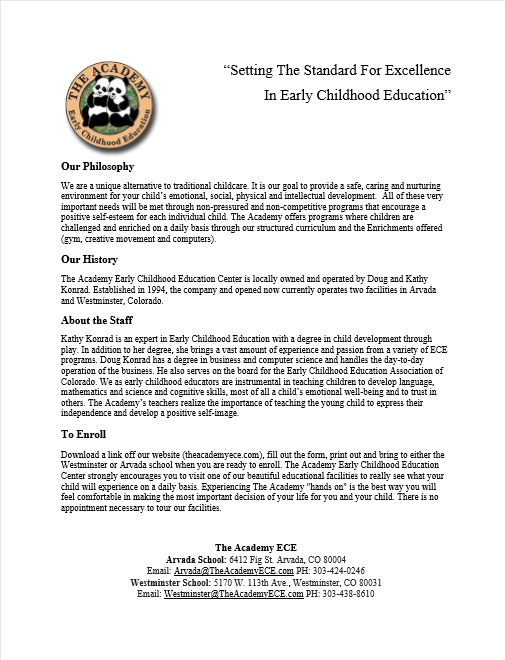 THE ACADEMY
Early Childhood Education
“Setting The Standard For Excellence
In Early Childhood Education”
Our Philosophy
We are a unique alternative to traditional childcare. It is our goal to provide a safe, caring and nurturing
environment for your child’s emotional, social, physical and intellectual development.  All of these very
important needs will be met through non-pressured and non-competitive programs that encourage a
positive self-esteem for each individual child. The Academy offers programs where children are
challenged and enriched on a daily basis through our structured curriculum and the Enrichments offered
(gym, creative movement and computers).
Our History
The Academy Early Childhood Education Center is locally owned and operated by Doug and Kathy
Konrad. Established in 1994, the company and opened now currently operates two facilities in Arvada
and Westminster, Colorado.
About the Staff
Kathy Konrad is an expert in Early Childhood Education with a degree in child development through
play. In addition to her degree, she brings a vast amount of experience and passion from a variety of ECE
programs. Doug Konrad has a degree in business and computer science and handles the day-to-day
operation of the business. He also serves on the board for the Early Childhood Education Association of
Colorado. We as early childhood educators are instrumental in teaching children to develop language,
mathematics and science and cognitive skills, most of all a child’s emotional well-being and to trust in
others. The Academy’s teachers realize the importance of teaching the young child to express their
independence and develop a positive self-image.
To Enroll
Download a link off our website (theacademyece.com), fill out the form, print out and bring to either the
Westminster or Arvada school when you are ready to enroll. The Academy Early Childhood Education
Center strongly encourages you to visit one of our beautiful educational facilities to really see what your
child will experience on a daily basis. Experiencing The Academy "hands on" is the best way you will
feel comfortable in making the most important decision of your life for you and your child. There is no
appointment necessary to tour our facilities.
The Academy ECE
Arvada School: 6412 Fig St. Arvada, CO 80004
Email: Arvada@TheAcademyECE.com PH: 303-424-0246
Westminster School: 5170 W. 113th Ave., Westminster, CO 80031
Email: Westminster@TheAcademyECE.com PH: 303-438-8610